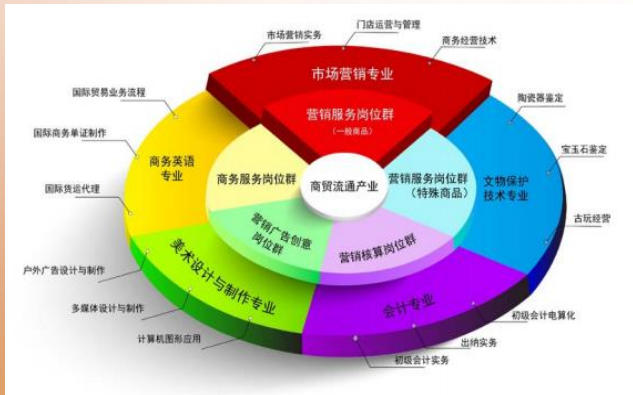 市场营销实务
门店运营与管理
商务经营技术
市场营销专业
营销服务岗位群
（一般商品）
国际贸易业务流程
国际商务单证制作
国际货运代理
商务英语
专业
商务服务岗位群
商贸流通产业
营销服务岗位群
（特殊商品）
文物保护
技术专业
陶瓷器鉴定
宝玉石鉴定
古玩经营
营销广告创意
岗位群
营销核算岗位群
美术设计与制作专业
会计专业
户外广告设计与制作
多媒体设计与制作
计算机图形应用
初级会计电算化
出纳实务
初级会计实务